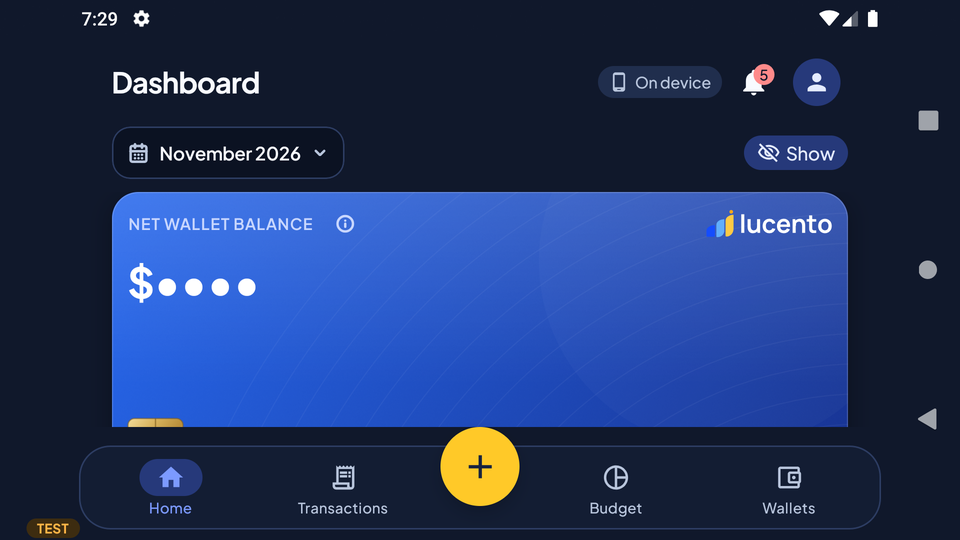 7:29
Dashboard
On device
5
November 2026
Show
NET WALLET BALANCE
lucento
$●●●●
Home
Transactions
Budget
Wallets
TEST